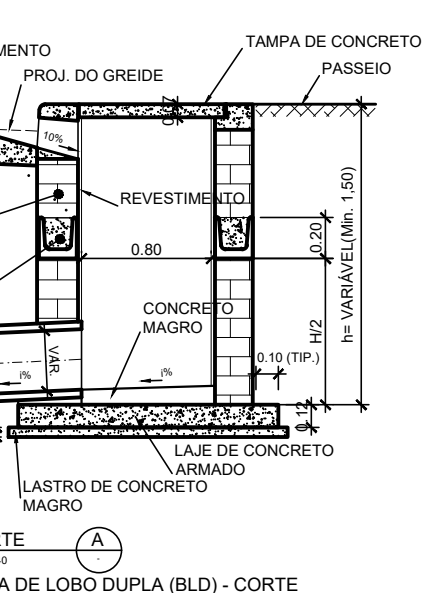 MENTO
TAMPA DE CONCRETO
PROJ. DO GREIDE
PASSEIO
10%
REVESTIMENTO
0.80
0.20
h= VARIÁVEL(Min. 1,50)
CONCRETO
MAGRO
H/2
0.10 (TIP.)
VAR.
i%
i%
0.12
LAJE DE CONCRETO
ARMADO
LASTRO DE CONCRETO
MAGRO
RTE
A
A DE LOBO DUPLA (BLD) - CORTE